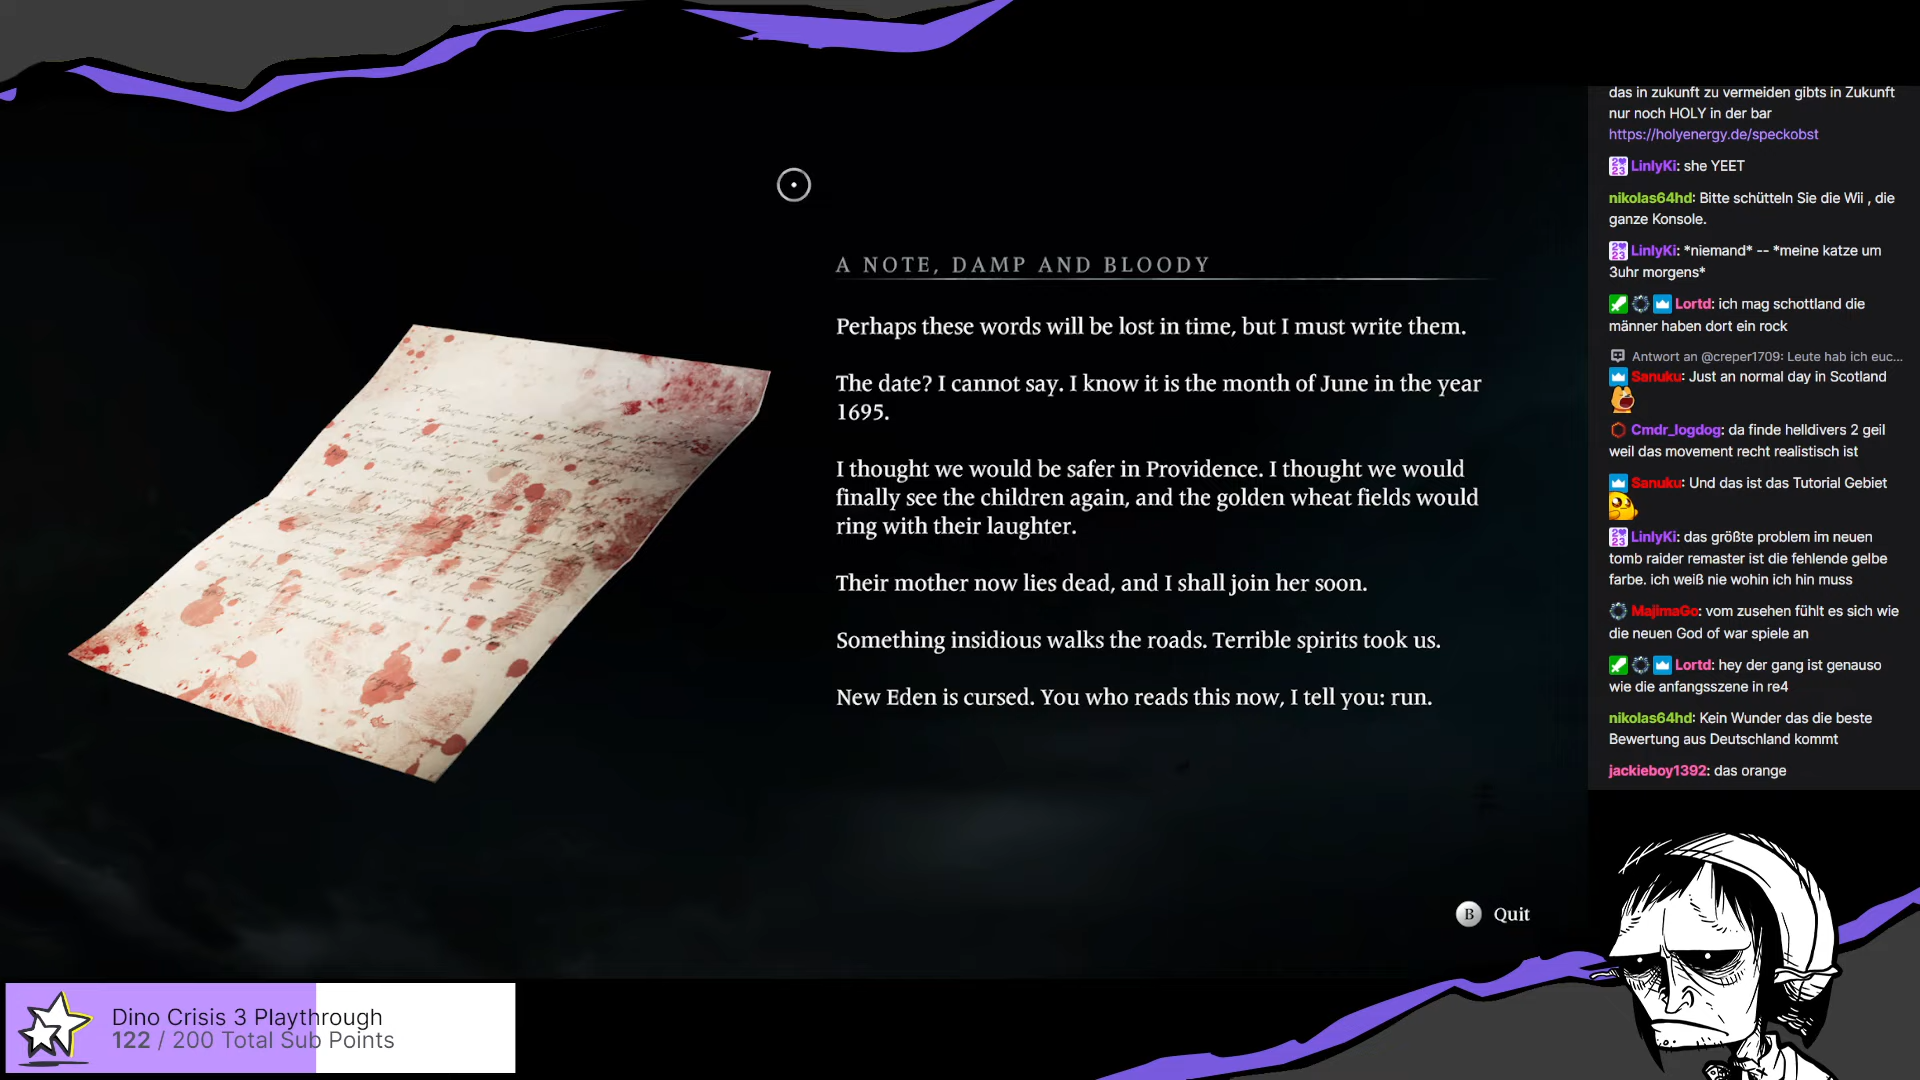 A NOTE, DAMP AND BLOODY
Perhaps these words will be lost in time, but I must write them.
The date? I cannot say. I know it is the month of June in the year
1695.
I thought we would be safer in Providence. I thought we would
finally see the children again, and the golden wheat fields would
ring with their laughter.
Their mother now lies dead, and I shall join her soon.
Something insidious walks the roads. Terrible spirits took us.
New Eden is cursed. You who reads this now, I tell you: run.
B Quit
das in zukunft zu vermeiden gibts in Zukunft
nur noch HOLY in der bar
https://holyenergy.de/speckobst
LinlyKi: she YEET
nikolas64hd: Bitte schütteln Sie die Wii , die
ganze Konsole.
LinlyKi: *niemand* -- *meine katze um
3uhr morgens*
Lortd: ich mag schottland die
männer haben dort ein rock
Antwort an @creper1709: Leute hab ich euc...
Sanuku: Just an normal day in Scotland
Cmdr_logdog: da finde helldivers 2 geil
weil das movement recht realistisch ist
Sanuku: Und das ist das Tutorial Gebiet
LinlyKi: das größte problem im neuen
tomb raider remaster ist die fehlende gelbe
farbe. ich weiß nie wohin ich hin muss
MajimaGo: vom zusehen fühlt es sich wie
die neuen God of war spiele an
Lortd: hey der gang ist genauso
wie die anfangsszene in re4
nikolas64hd: Kein Wunder das die beste
Bewertung aus Deutschland kommt
jackieboy1392: das orange
Dino Crisis 3 Playthrough
122 / 200 Total Sub Points